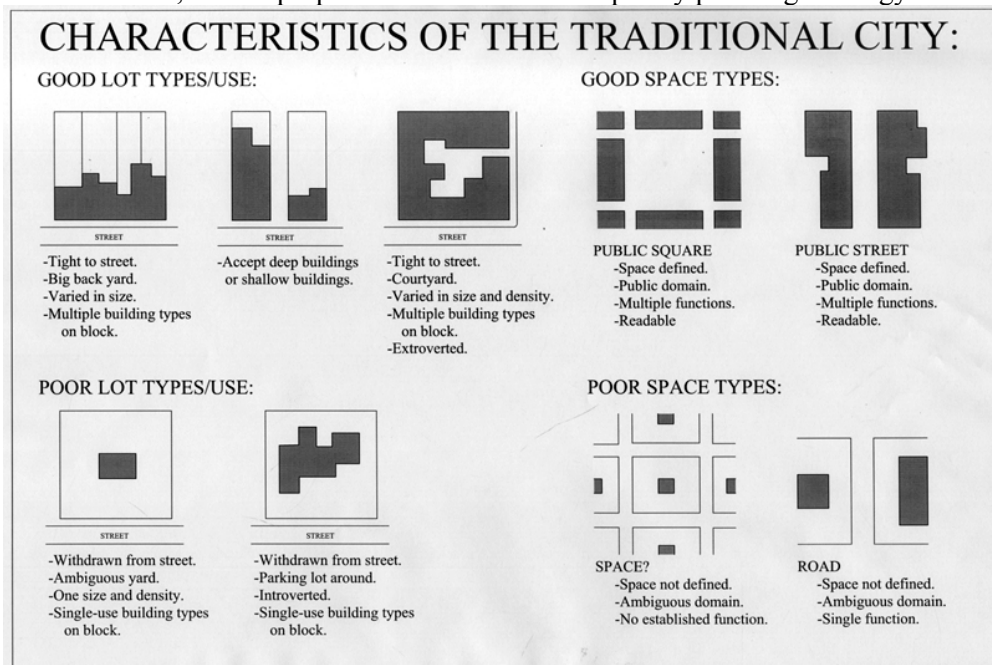 CHARACTERISTICS OF THE TRADITIONAL CITY:
GOOD LOT TYPES/USE:
STREET
-Tight to street.
-Big back yard.
-Varied in size.
-Multiple building types
on block.
STREET
-Accept deep buildings
or shallow buildings.
STREET
-Tight to street.
-Courtyard.
-Varied in size and density.
-Multiple building types
on block.
-Extroverted.
GOOD SPACE TYPES:
PUBLIC SQUARE
-Space defined.
-Public domain.
-Multiple functions.
-Readable
PUBLIC STREET
-Space defined.
-Public domain.
-Multiple functions.
-Readable.
POOR LOT TYPES/USE:
STREET
-Withdrawn from street.
-Ambiguous yard.
-One size and density.
-Single-use building types
on block.
STREET
-Withdrawn from street.
-Parking lot around.
-Introverted.
-Single-use building types
on block.
POOR SPACE TYPES:
SPACE?
-Space not defined.
-Ambiguous domain.
-No established function.
ROAD
-Space not defined.
-Ambiguous domain.
-Single function.